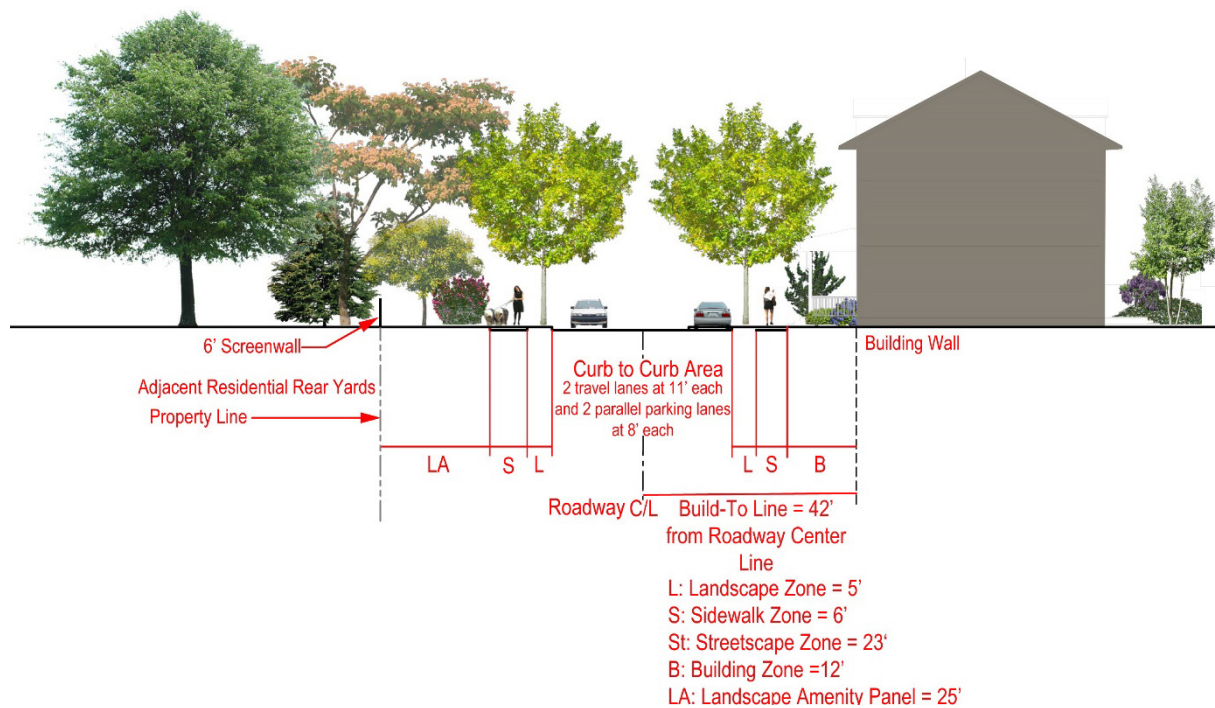 6' Screenwall
Building Wall
Curb to Curb Area
2 travel lanes at 11' each
and 2 parallel parking lanes
at 8' each
Adjacent Residential Rear Yards
Property Line
LA
S
L
L
S
B
Roadway C/L
Build-To Line = 42'
from Roadway Center
Line
L: Landscape Zone = 5'
S: Sidewalk Zone = 6'
St: Streetscape Zone = 23'
B: Building Zone =12'
LA: Landscape Amenity Panel = 25'